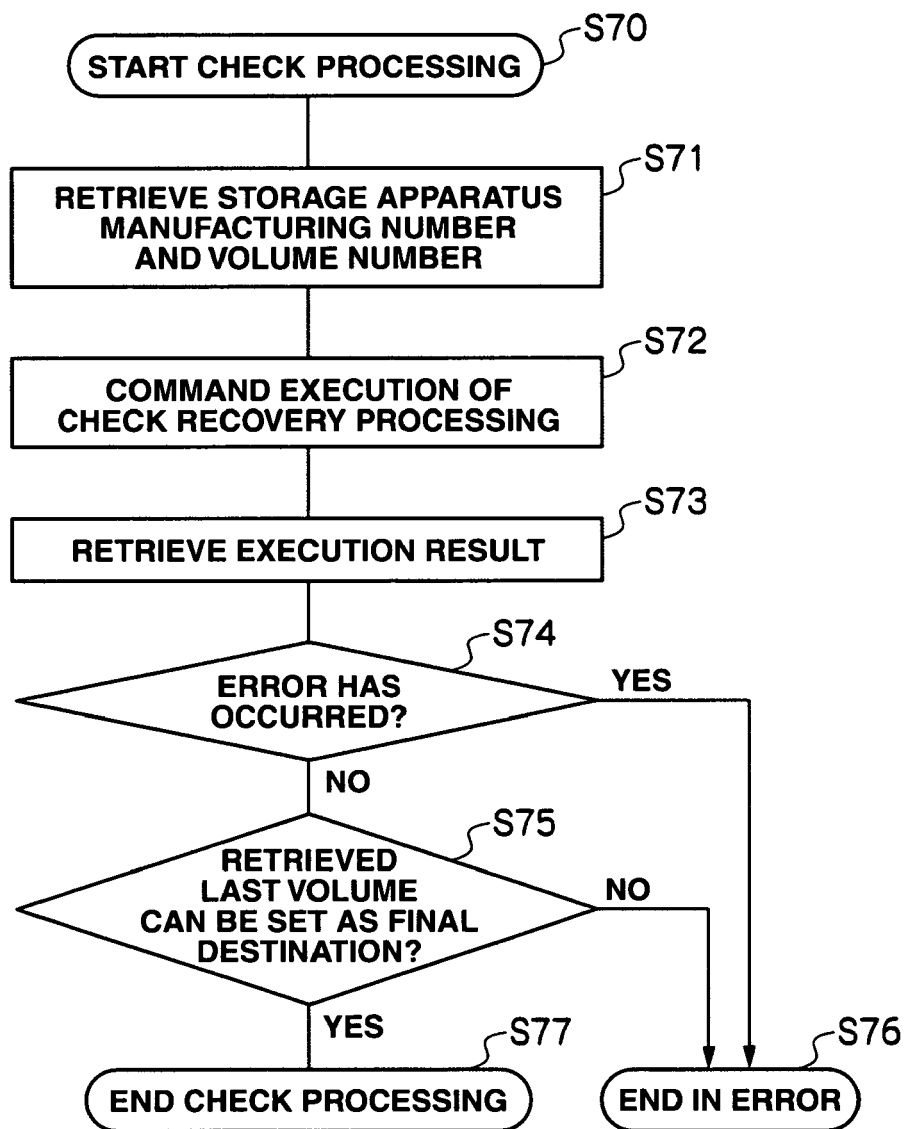 S70
START CHECK PROCESSING
S71
RETRIEVE STORAGE APPARATUS
MANUFACTURING NUMBER
AND VOLUME NUMBER
S72
COMMAND EXECUTION OF
CHECK RECOVERY PROCESSING
S73
RETRIEVE EXECUTION RESULT
S74
ERROR HAS
OCCURRED?
YES
NO
S75
RETRIEVED
LAST VOLUME
CAN BE SET AS FINAL
DESTINATION?
NO
YES
S77
END CHECK PROCESSING
S76
END IN ERROR